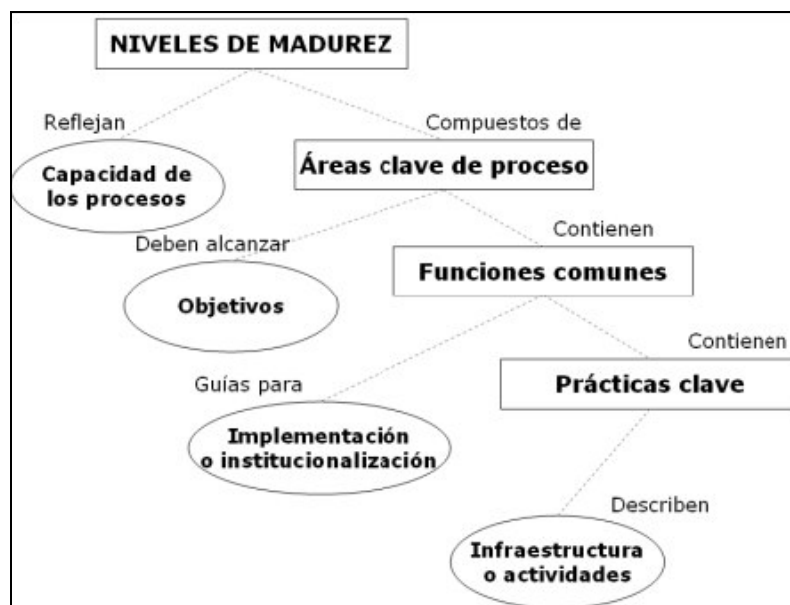 NIVELES DE MADUREZ
Reflejan
Compuestos de
Capacidad de
los procesos
Áreas clave de proceso
Deben alcanzar
Contienen
Objetivos
Funciones comunes
Guías para
Contienen
Implementación
o institucionalización
Prácticas clave
Describen
Infraestructura
o actividades